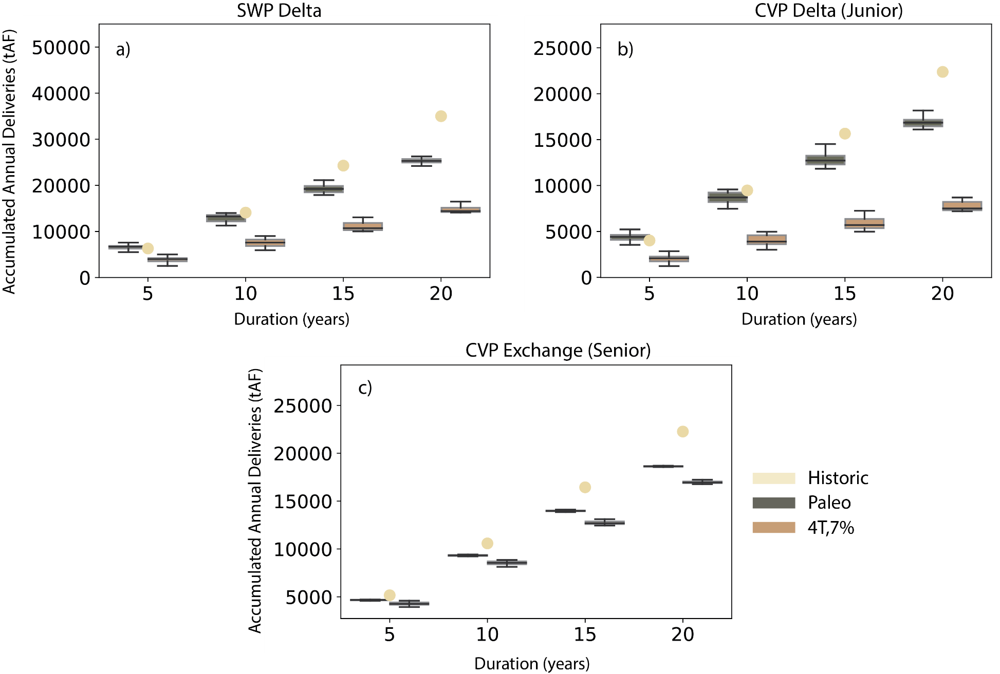 SWP Delta
a)
Accumulated Annual Deliveries (tAF)
50000
40000
30000
20000
10000
0
5 10 15 20
Duration (years)
CVP Delta (Junior)
b)
25000
20000
15000
10000
5000
0
5 10 15 20
Duration (years)
CVP Exchange (Senior)
c)
Accumulated Annual Deliveries (tAF)
25000
20000
15000
10000
5000
5 10 15 20
Duration (years)
Historic
Paleo
4T,7%